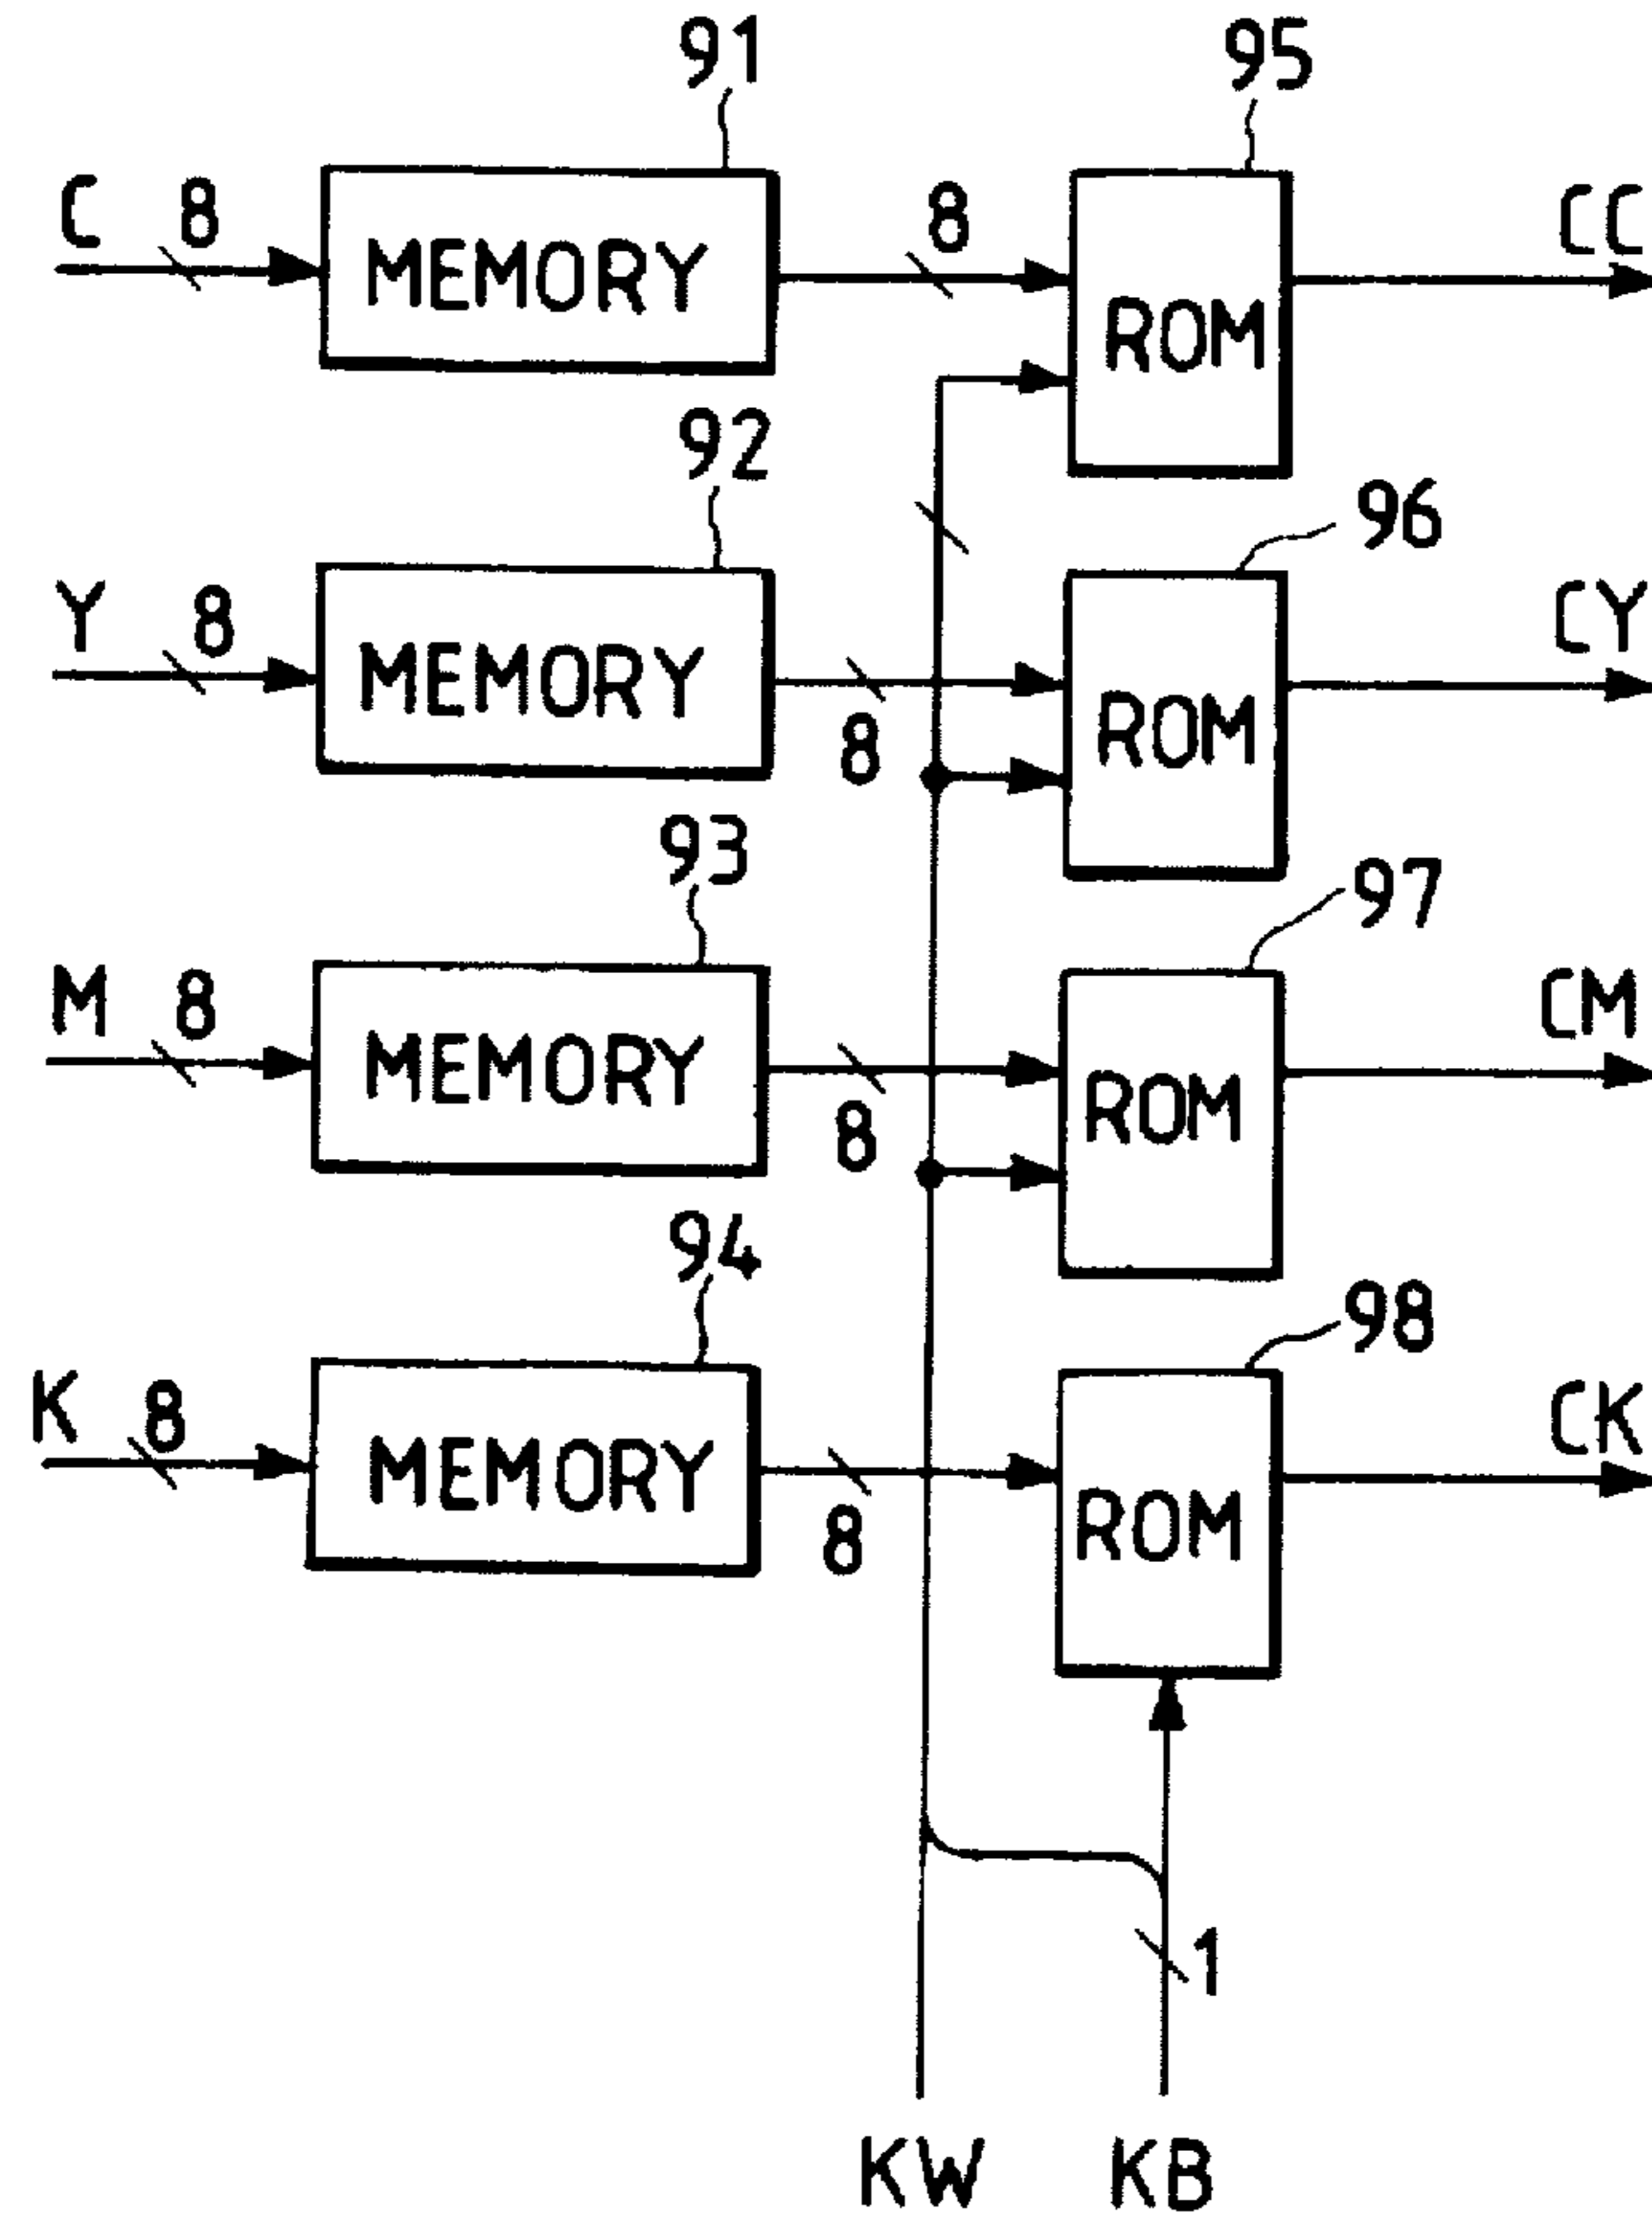 91 95
C 8 MEMORY 8 ROM CC
92 96
Y 8 MEMORY 8 ROM CY
93 97
M 8 MEMORY 8 ROM CM
94 98
K 8 MEMORY 8 ROM CK
1
KW KB